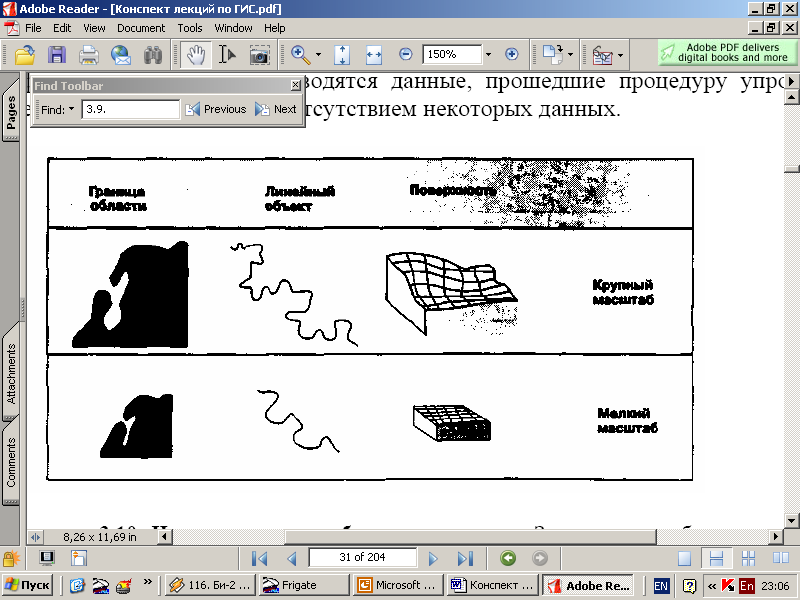 Adobe Reader - [Конспект лекций по ГИС.pdf]
File Edit View Document Tools Window Help
150%
Adobe PDF delivers
digital books and more
Find Toolbar
Find: 3.9. Previous Next
водятся данные, прошедшие процедуру упро
тсутствием некоторых данных.
Pages
Attachments
Comments
Граница
области
Линейный
объект
Поверхность
Крупный
масштаб
Мелкий
масштаб
8,26 x 11,69 in
31 of 204
Пуск
116. Би-2 ...
Frigate
Microsoft ...
Конспект ...
Adobe Re...
EN
En
23:06